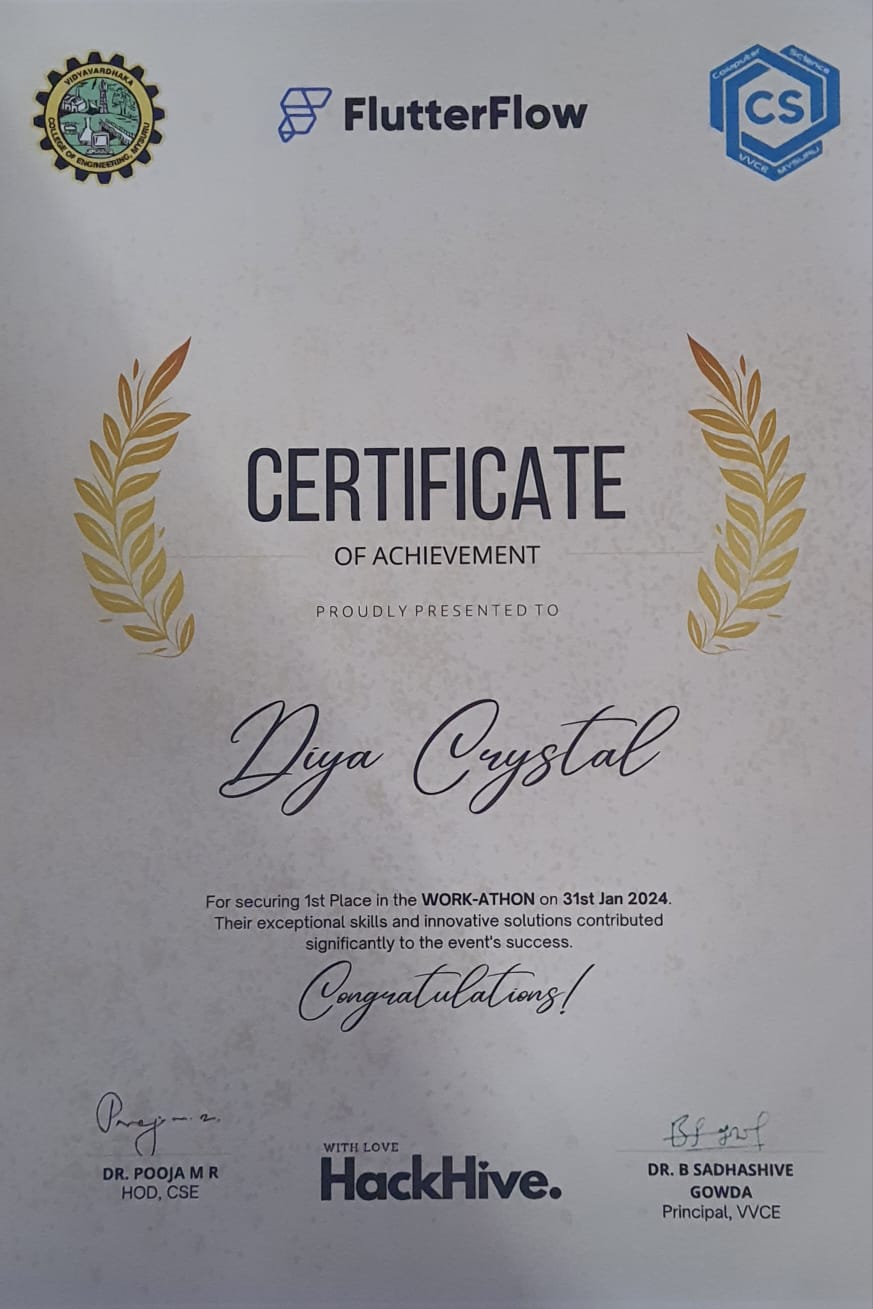 VIDYAVARDHAKA
COLLEGE OF ENGINEERING, MYSURU
FlutterFlow
Computer Science
CS
VVCE MYSURU
CERTIFICATE
OF ACHIEVEMENT
PROUDLY PRESENTED TO
Diya Crystal
For securing 1st Place in the WORK-ATHON on 31st Jan 2024.
Their exceptional skills and innovative solutions contributed
significantly to the event's success.
Congratulations!
WITH LOVE
HackHive.
DR. POOJA M R
HOD, CSE
DR. B SADHASHIVE
GOWDA
Principal, VVCE